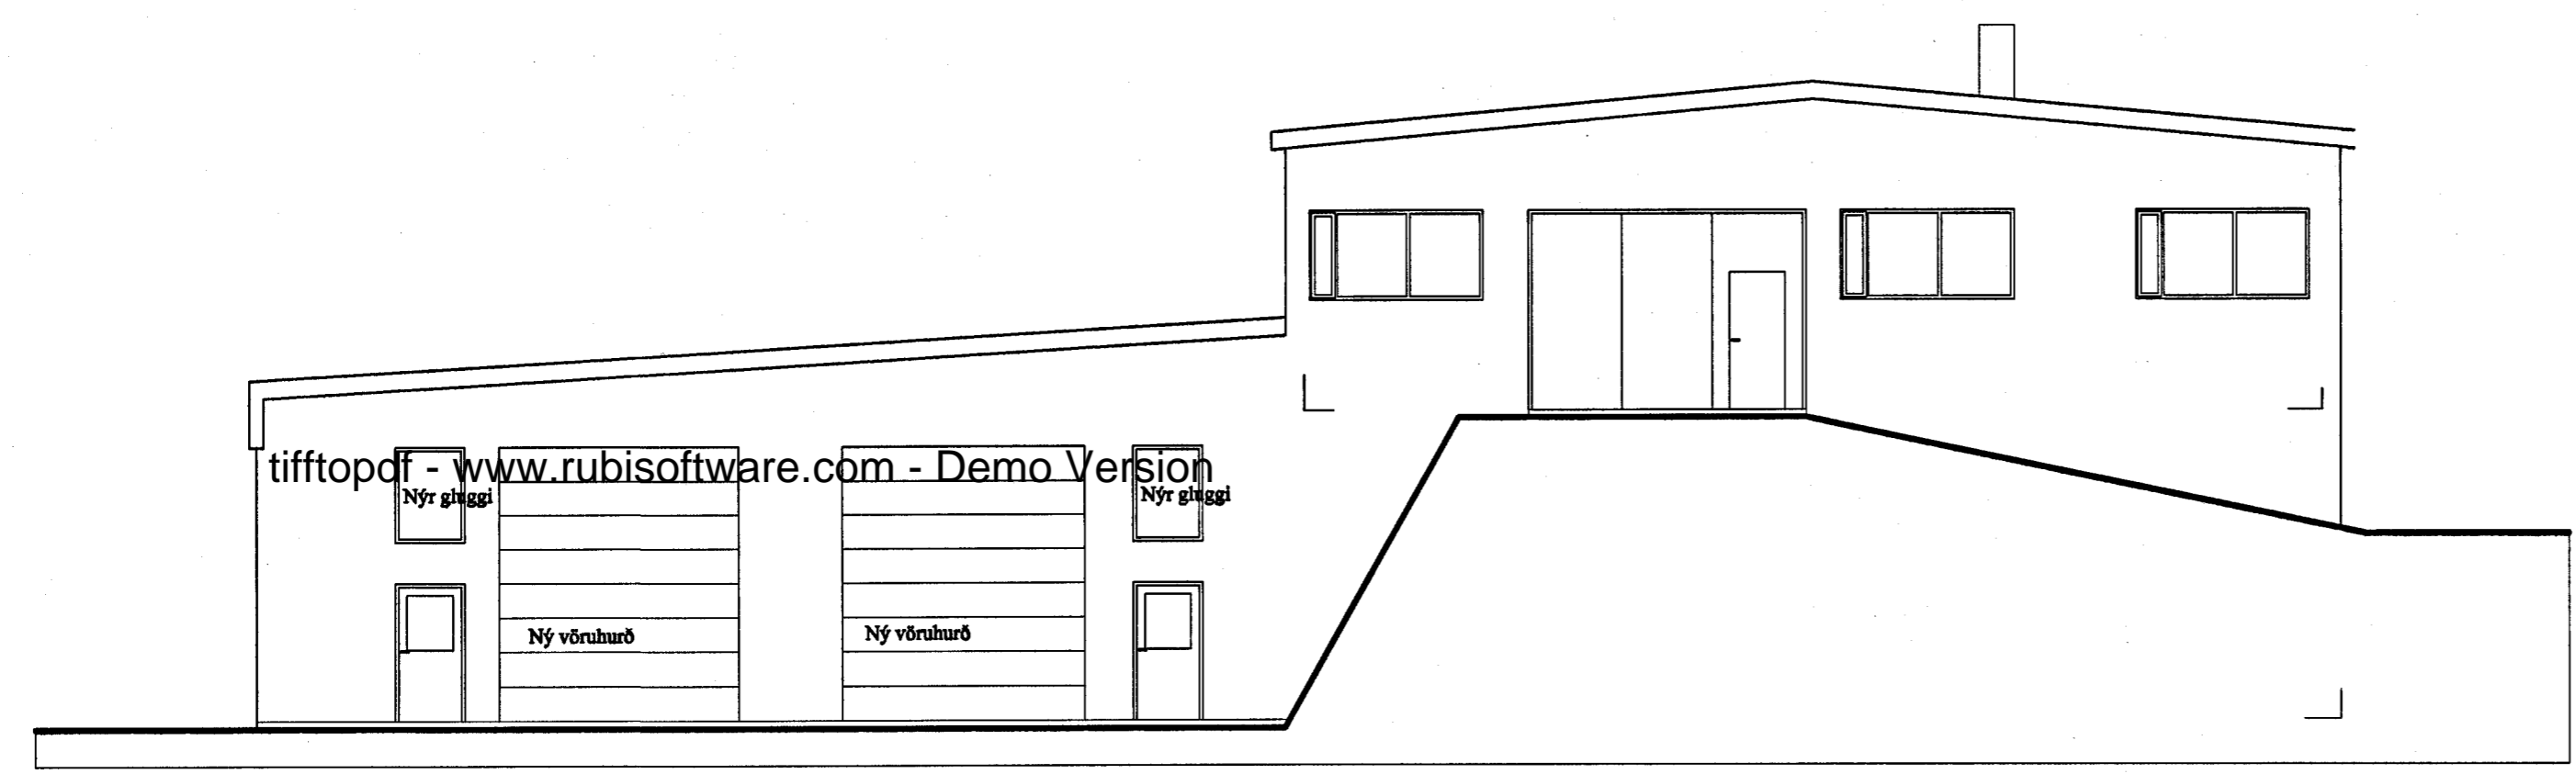 tifftopdf - www.rubisoftware.com - Demo Version
Nýr gluggi
Nýr gluggi
Ný vöruhurð
Ný vöruhurð